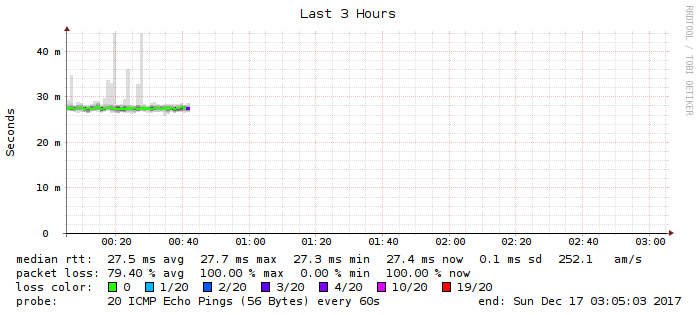 Last 3 Hours
RRDTOOL / TOBI OETIKER
Seconds
40 m
30 m
20 m
10 m
0
00:20 00:40 01:00 01:20 01:40 02:00 02:20 02:40 03:00
median rtt: 27.5 ms avg 27.7 ms max 27.3 ms min 27.4 ms now 0.1 ms sd 252.1 am/s
packet loss: 79.40 % avg 100.00 % max 0.00 % min 100.00 % now
loss color: 0 1/20 2/20 3/20 4/20 10/20 19/20
probe: 20 ICMP Echo Pings (56 Bytes) every 60s end: Sun Dec 17 03:05:03 2017